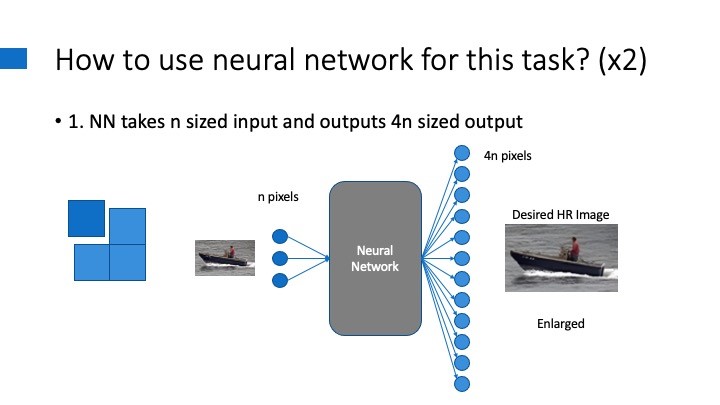 How to use neural network for this task? (x2)
• 1. NN takes n sized input and outputs 4n sized output
4n pixels
n pixels
Desired HR Image
Neural
Network
Enlarged